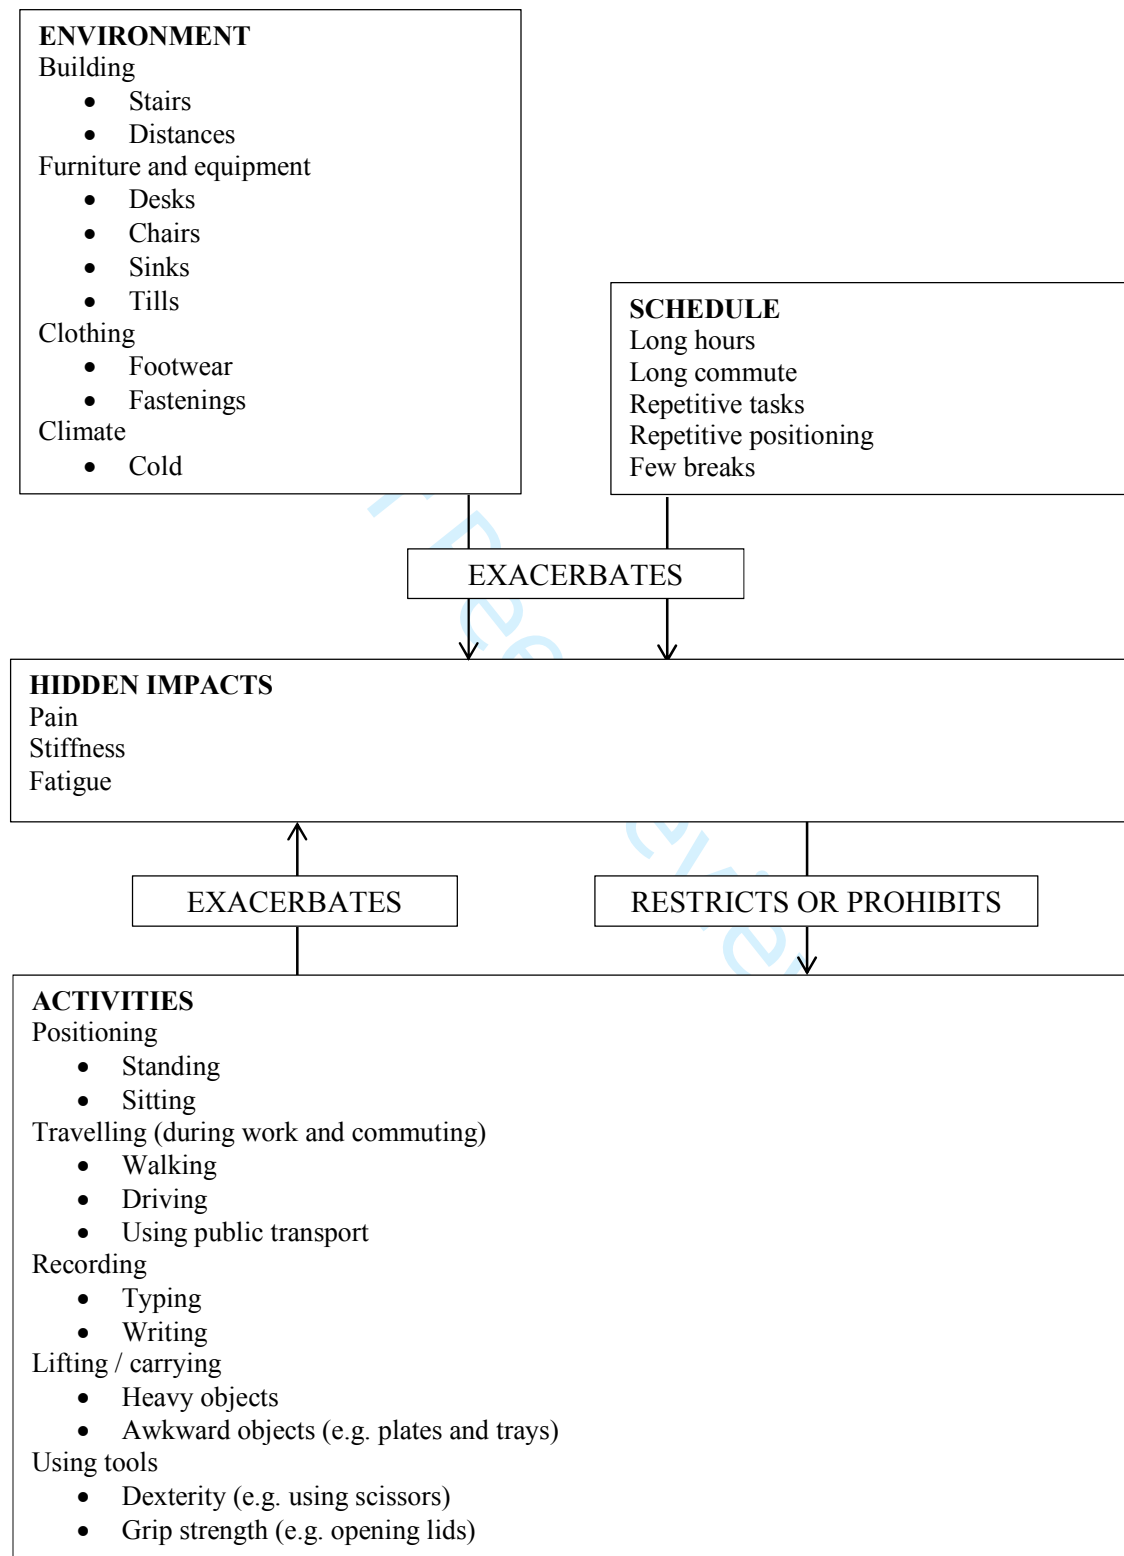 ENVIRONMENT
Building
• Stairs
• Distances
Furniture and equipment
• Desks
• Chairs
• Sinks
• Tills
Clothing
• Footwear
• Fastenings
Climate
• Cold
SCHEDULE
Long hours
Long commute
Repetitive tasks
Repetitive positioning
Few breaks
EXACERBATES
HIDDEN IMPACTS
Pain
Stiffness
Fatigue
EXACERBATES
RESTRICTS OR PROHIBITS
ACTIVITIES
Positioning
• Standing
• Sitting
Travelling (during work and commuting)
• Walking
• Driving
• Using public transport
Recording
• Typing
• Writing
Lifting / carrying
• Heavy objects
• Awkward objects (e.g. plates and trays)
Using tools
• Dexterity (e.g. using scissors)
• Grip strength (e.g. opening lids)